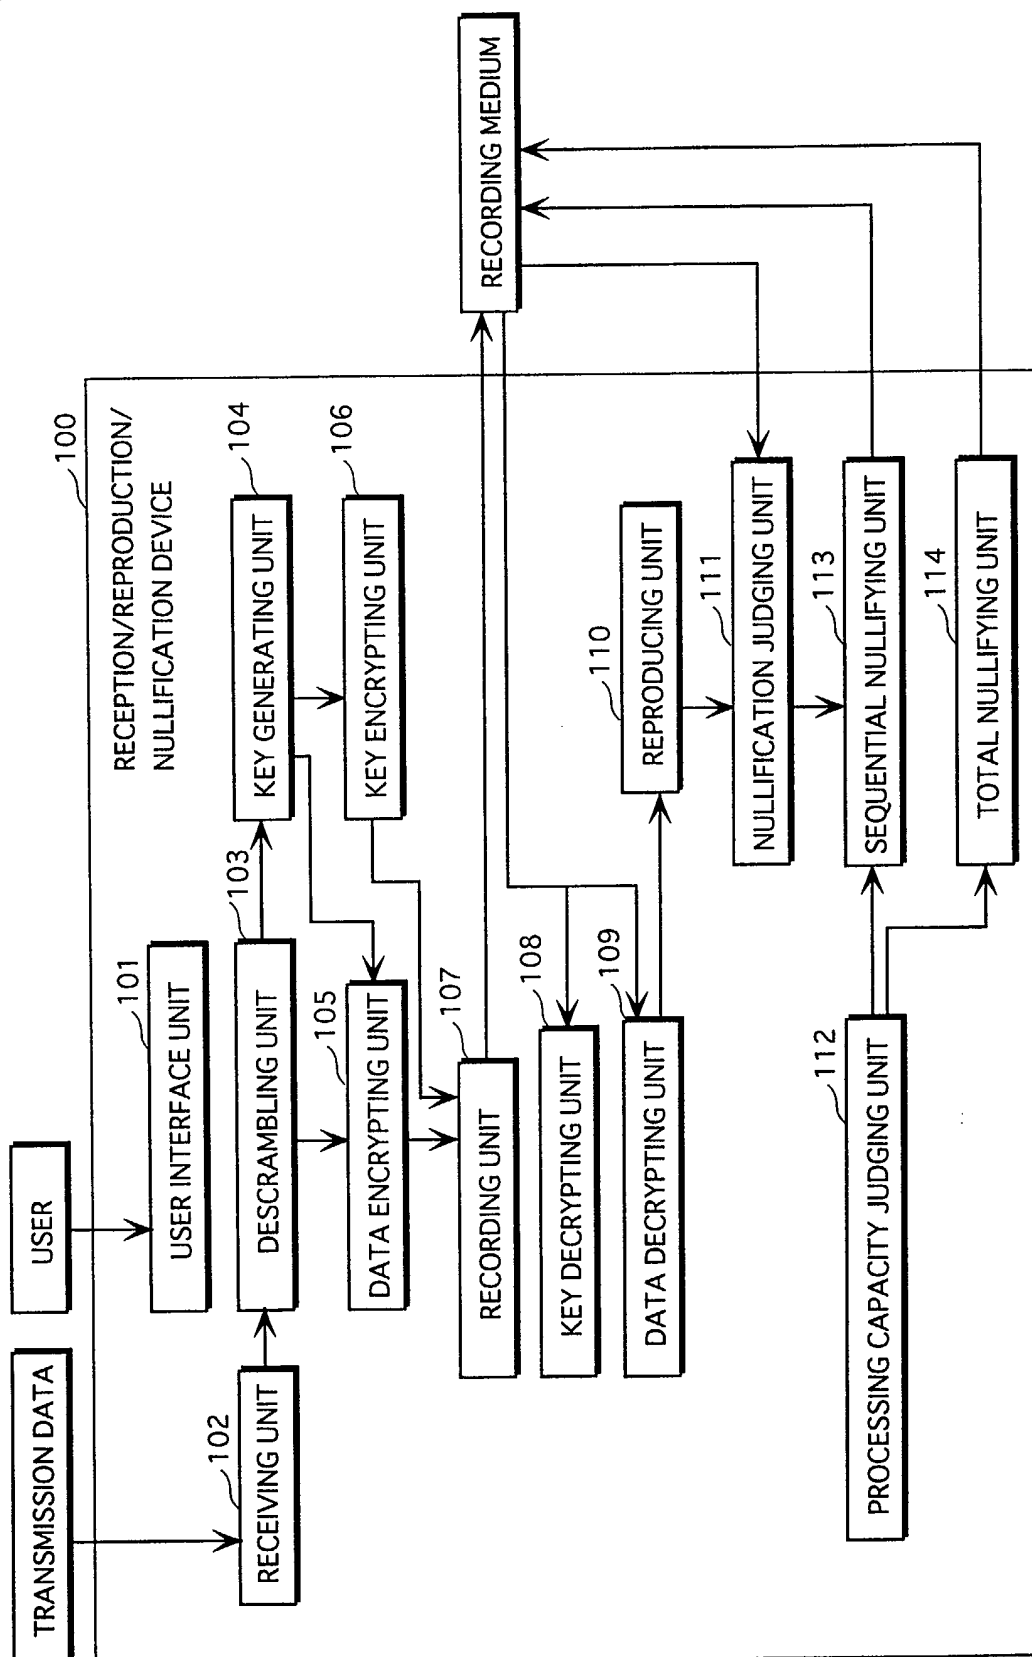 TRANSMISSION DATA
USER
100
RECEPTION/REPRODUCTION/
NULLIFICATION DEVICE
101
USER INTERFACE UNIT
102
RECEIVING UNIT
103
DESCRAMBLING UNIT
104
KEY GENERATING UNIT
105
DATA ENCRYPTING UNIT
106
KEY ENCRYPTING UNIT
107
RECORDING UNIT
RECORDING MEDIUM
108
KEY DECRYPTING UNIT
109
DATA DECRYPTING UNIT
110
REPRODUCING UNIT
111
NULLIFICATION JUDGING UNIT
112
PROCESSING CAPACITY JUDGING UNIT
113
SEQUENTIAL NULLIFYING UNIT
114
TOTAL NULLIFYING UNIT